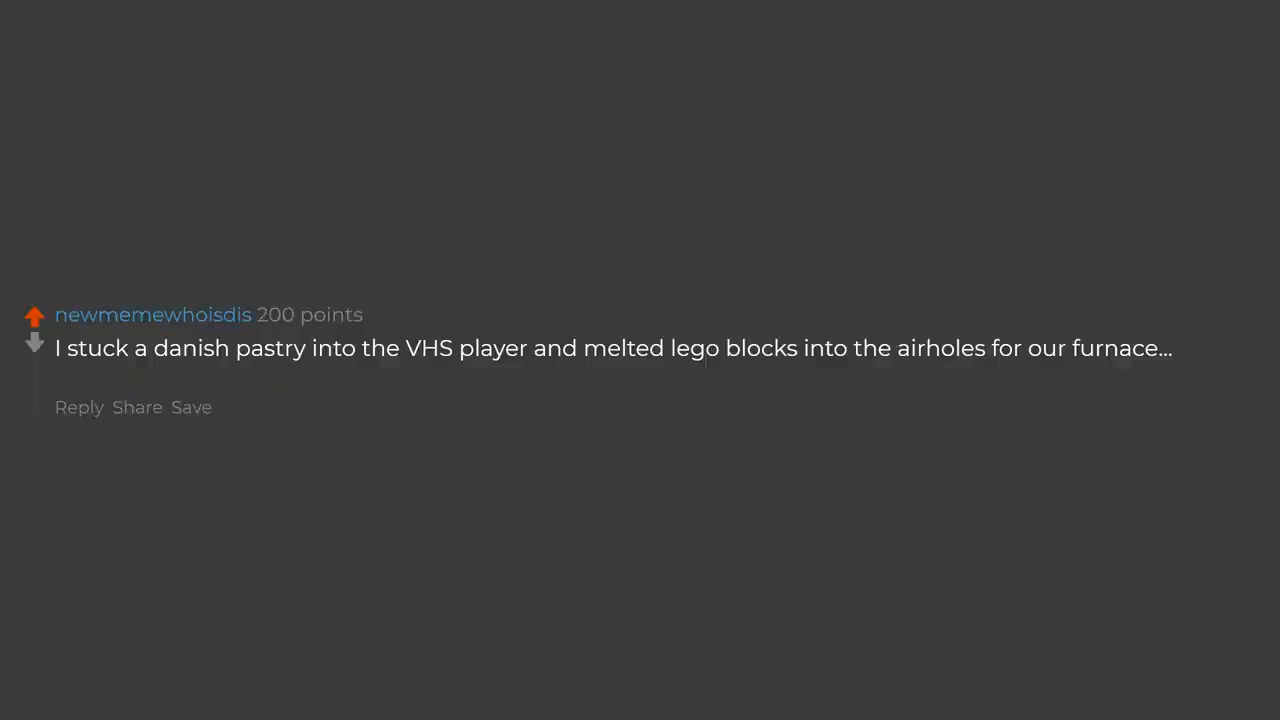 newmemewhoisdis 200 points
I stuck a danish pastry into the VHS player and melted lego blocks into the airholes for our furnace...
Reply Share Save